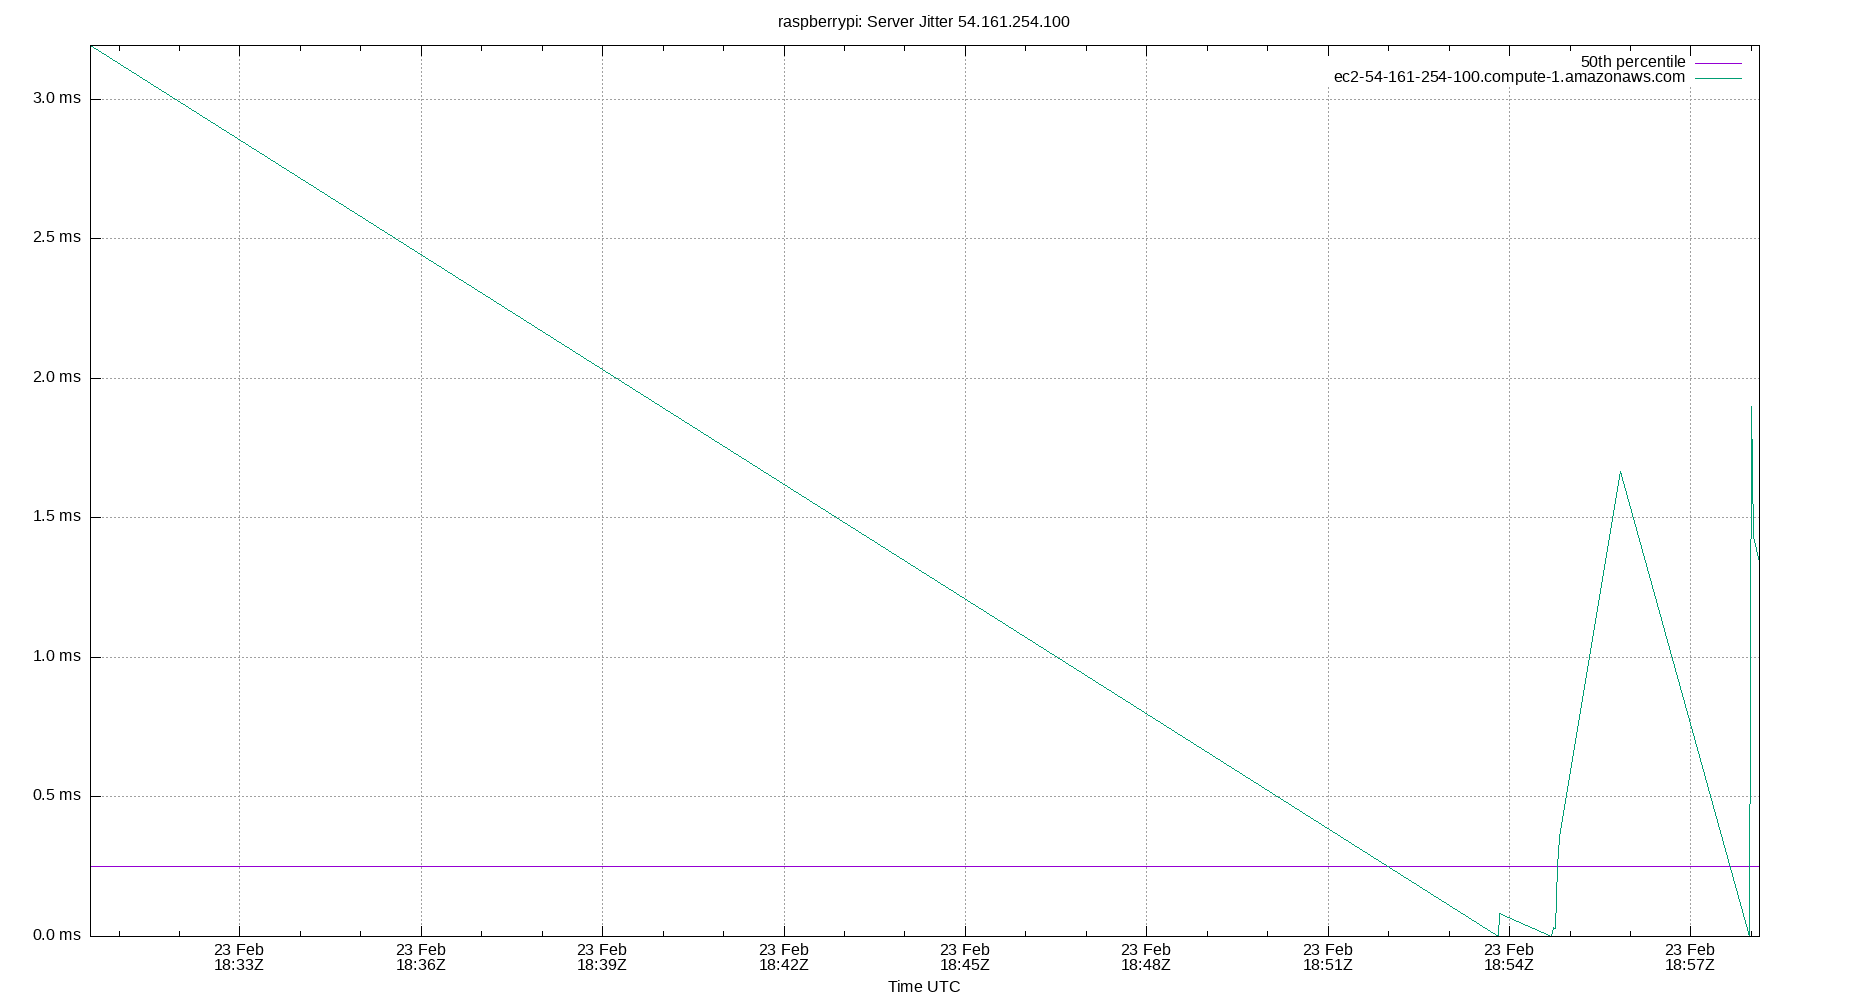 raspberrypi: Server Jitter 54.161.254.100
50th percentile
ec2-54-161-254-100.compute-1.amazonaws.com
3.0 ms
2.5 ms
2.0 ms
1.5 ms
1.0 ms
0.5 ms
0.0 ms
23 Feb 23 Feb 23 Feb 23 Feb 23 Feb 23 Feb 23 Feb 23 Feb 23 Feb
18:33Z 18:36Z 18:39Z 18:42Z 18:45Z 18:48Z 18:51Z 18:54Z 18:57Z
Time UTC